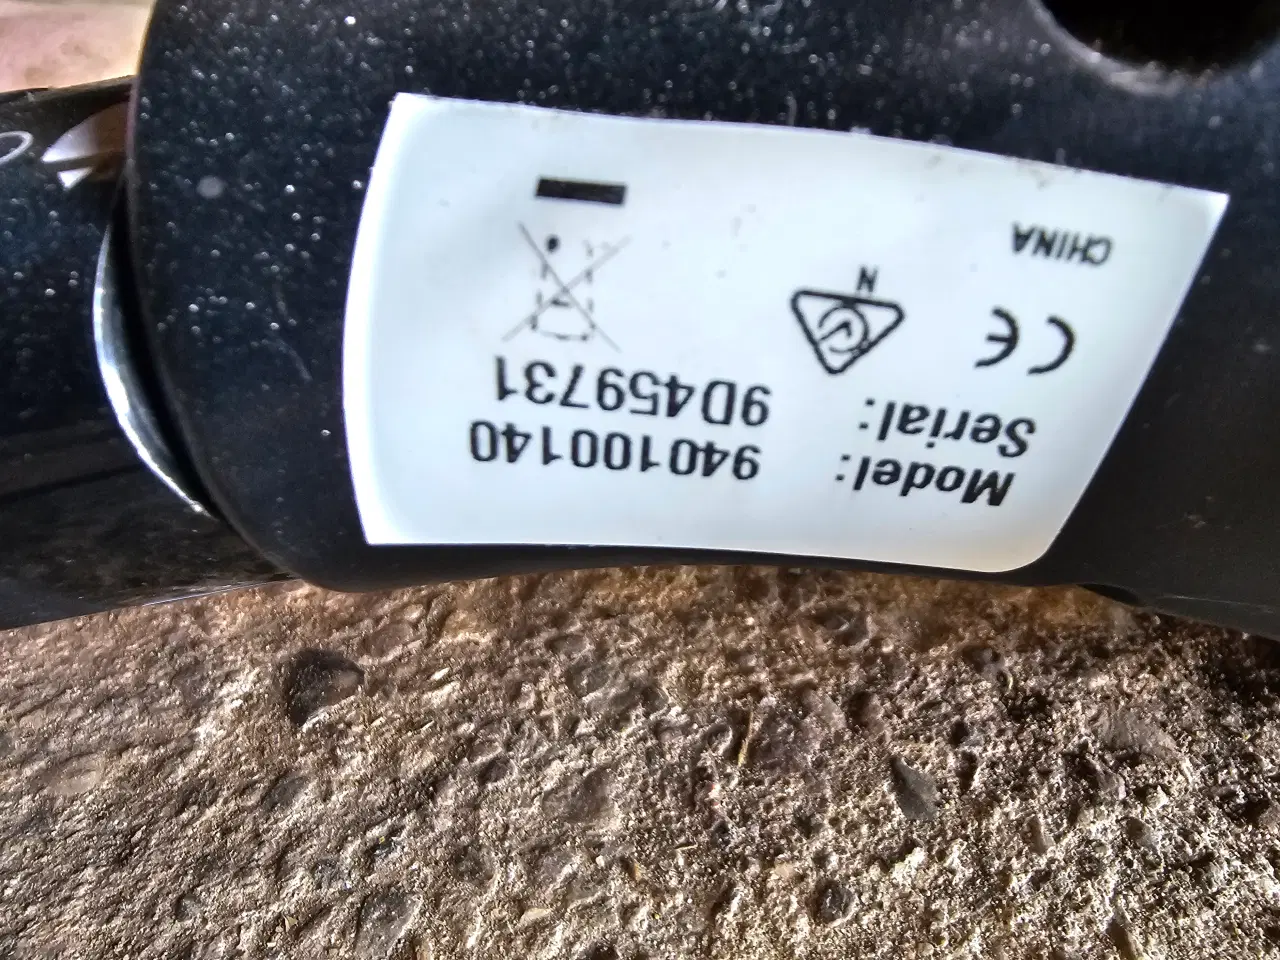 Model: 940100140
Serial: 9D459731
CE N
CHINA